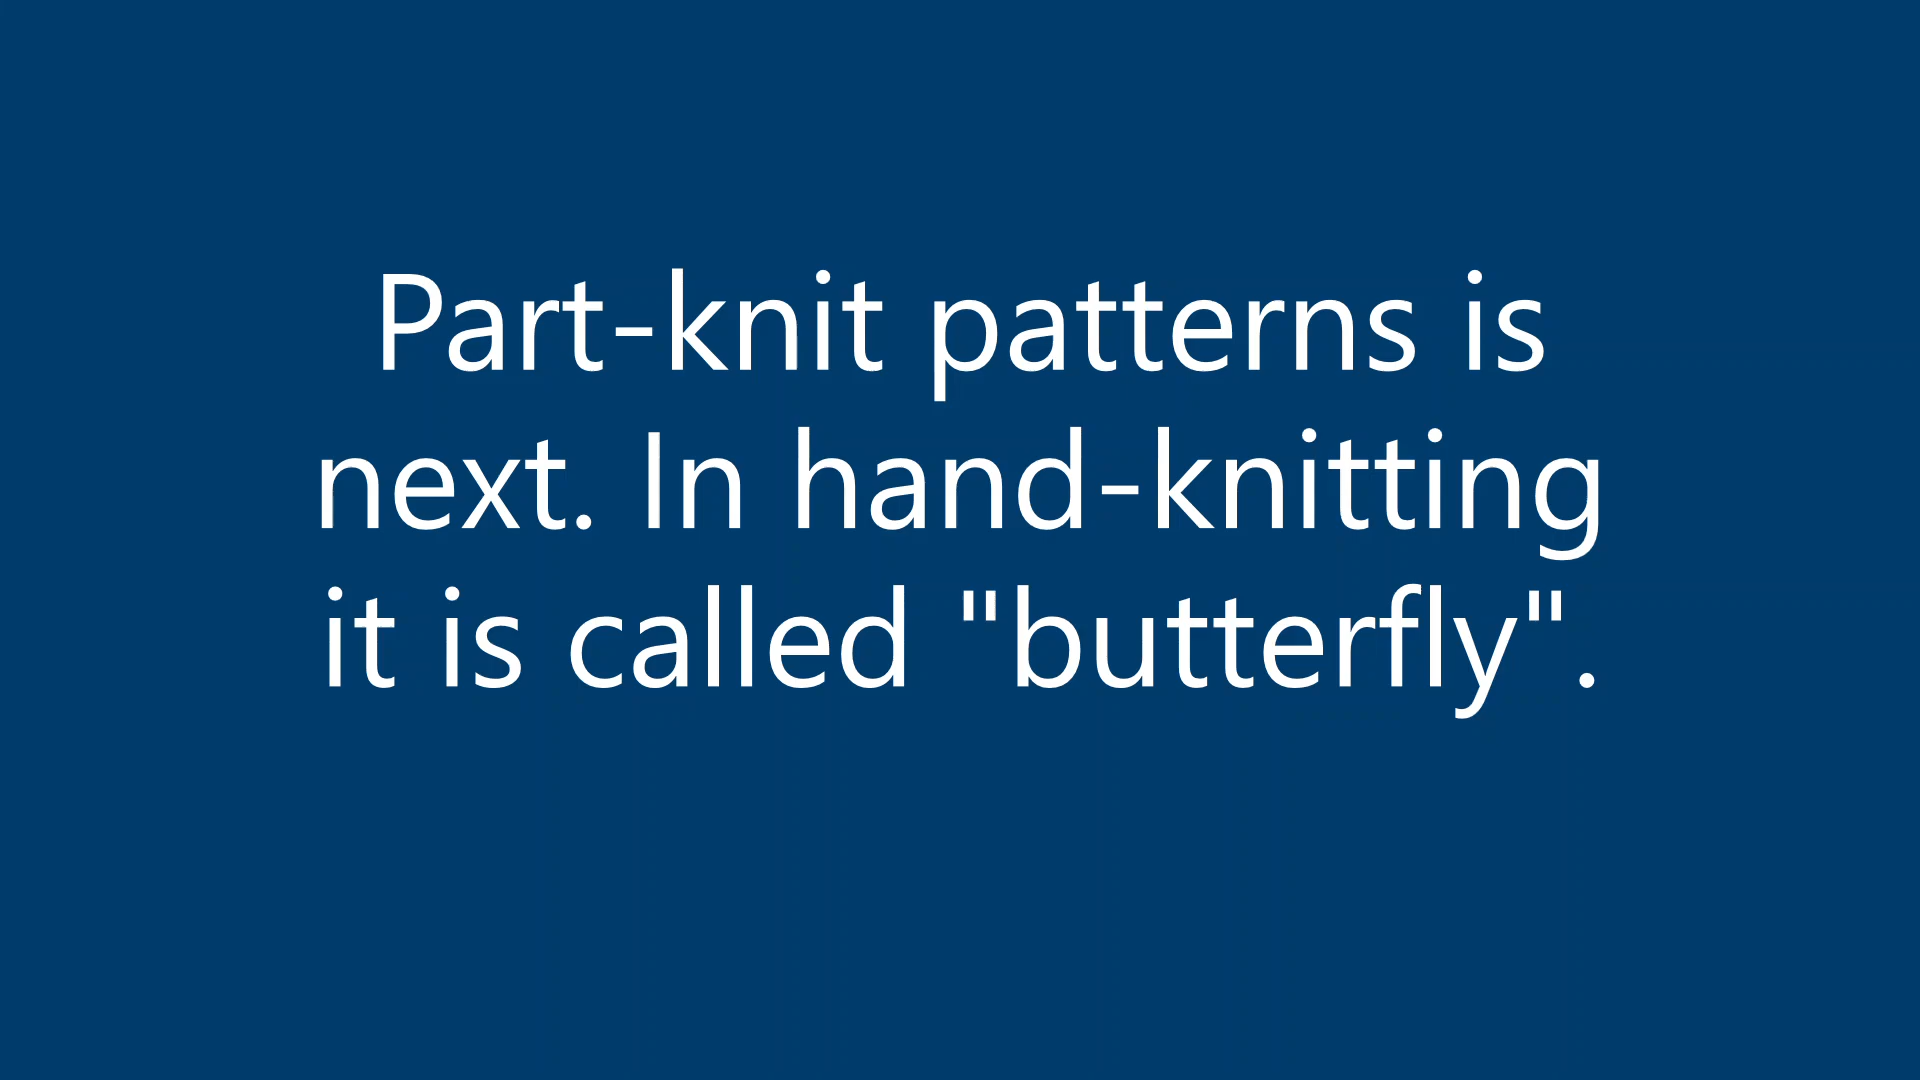 Part-knit patterns is
next. In hand-knitting
it is called "butterfly".